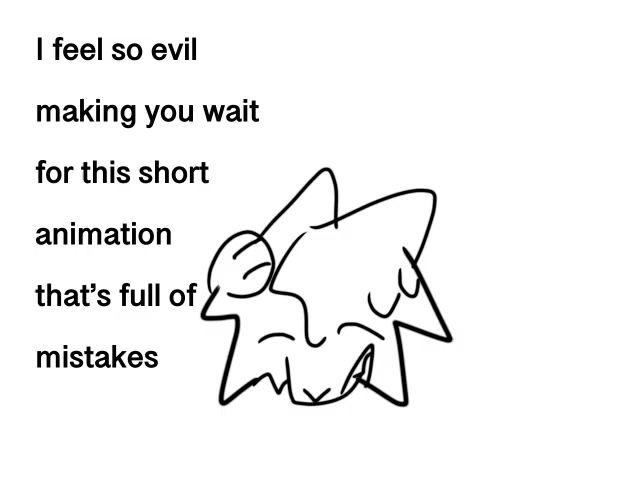 I feel so evil
making you wait
for this short
animation
that’s full of
mistakes